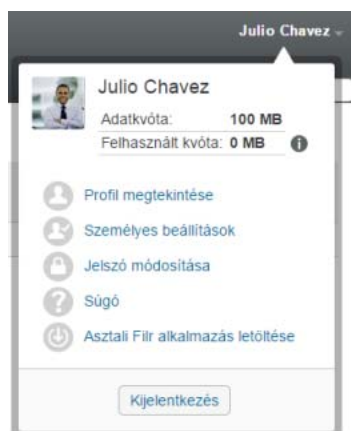 Julio Chavez
Julio Chavez
Adatkvóta: 100 MB
Felhasznált kvóta: 0 MB
Profil megtekintése
Személyes beállítások
Jelszó módosítása
Súgó
Asztali Filr alkalmazás letöltése
Kijelentkezés